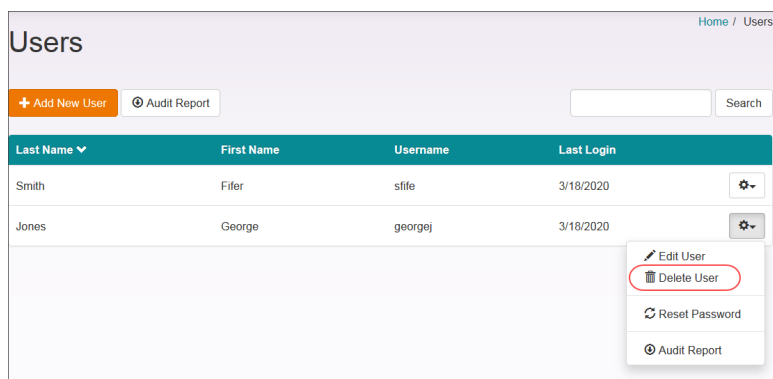 Home / Users
Users
Add New User
Audit Report
Search
Last Name First Name Username Last Login
Smith Fifer sfife 3/18/2020
Jones George georgej 3/18/2020
Edit User
Delete User
Reset Password
Audit Report